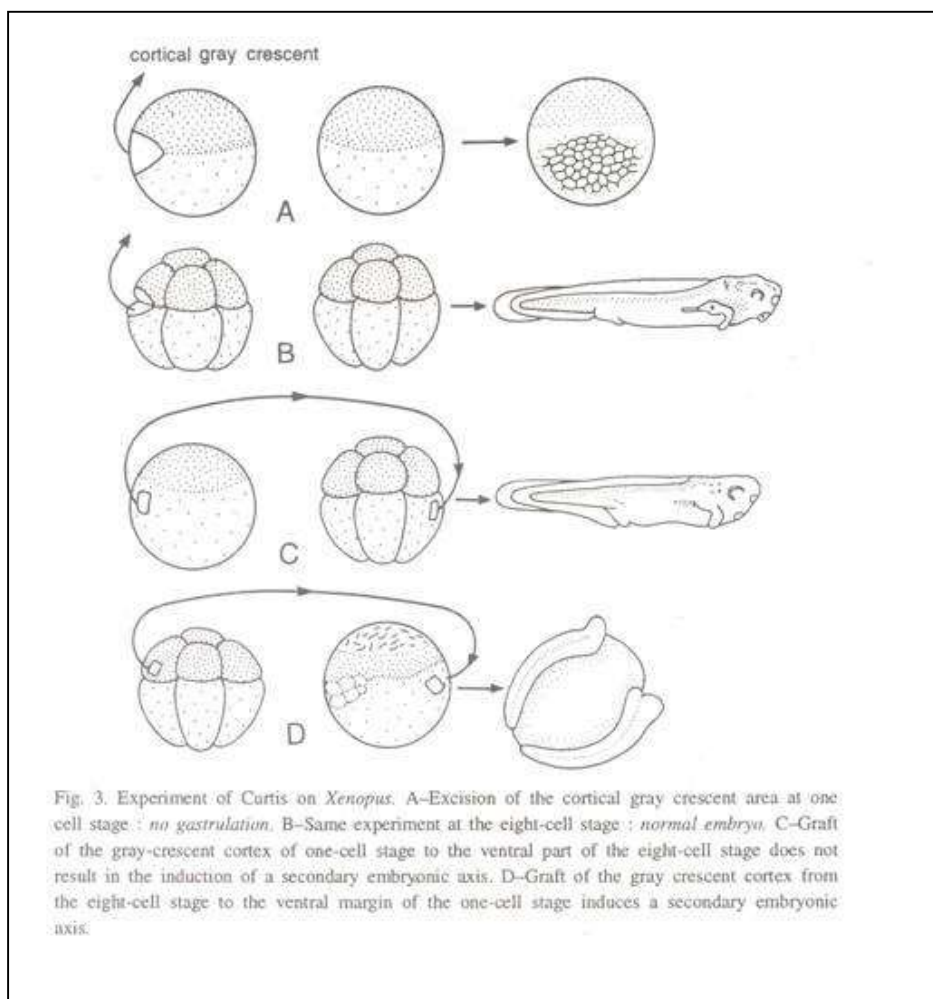 cortical gray crescent
A
B
C
D
Fig. 3. Experiment of Curtis on Xenopus. A–Excision of the cortical gray crescent area at one
cell stage : no gastrulation. B–Same experiment at the eight-cell stage : normal embryo. C–Graft
of the gray-crescent cortex of one-cell stage to the ventral part of the eight-cell stage does not
result in the induction of a secondary embryonic axis. D–Graft of the gray crescent cortex from
the eight-cell stage to the ventral margin of the one-cell stage induces a secondary embryonic
axis.